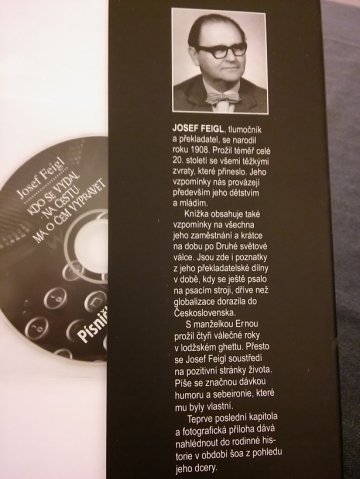 Josef Feigl
KDO SE VYDAL
NA CESTU
MÁ O ČEM VYPRÁVĚT
Písnič
JOSEF FEIGL, tlumočník
a překladatel, se narodil
roku 1908. Prožil téměř celé
20. století se všemi těžkými
zvraty, které přineslo. Jeho
vzpomínky nás provázejí
především jeho dětstvím
a mládím.
Knížka obsahuje také
vzpomínky na všechna
jeho zaměstnání a krátce
na dobu po Druhé světové
válce. Jsou zde i poznatky
z jeho překladatelské dílny
v době, kdy se ještě psalo
na psacím stroji, dříve než
globalizace dorazila do
Československa.
S manželkou Ernou
prožil čtyři válečné roky
v lodžském ghettu. Přesto
se Josef Feigl soustředí
na pozitivní stránky života.
Píše se značnou dávkou
humoru a sebeironie, které
mu byly vlastní.
Teprve poslední kapitola
a fotografická příloha dává
nahlédnout do rodinné his-
torie v období šoa z pohledu
jeho dcery.